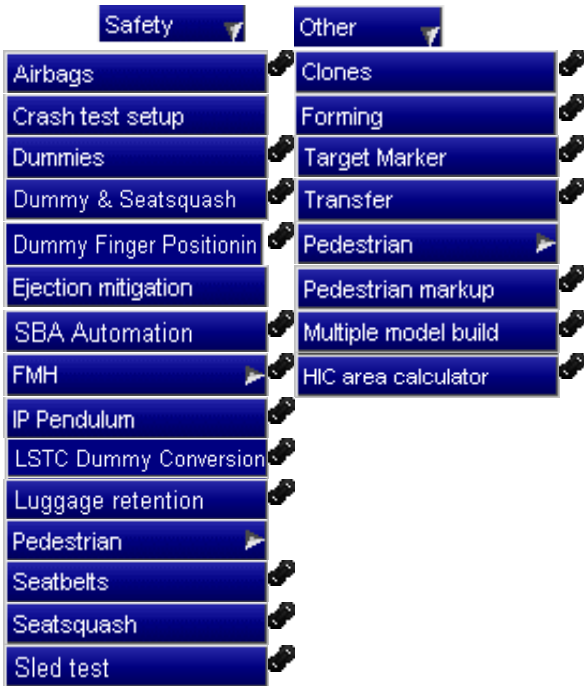 Safety
Airbags
Crash test setup
Dummies
Dummy & Seatsquash
Dummy Finger Positionin
Ejection mitigation
SBA Automation
FMH
IP Pendulum
LSTC Dummy Conversion
Luggage retention
Pedestrian
Seatbelts
Seatsquash
Sled test
Other
Clones
Forming
Target Marker
Transfer
Pedestrian
Pedestrian markup
Multiple model build
HIC area calculator